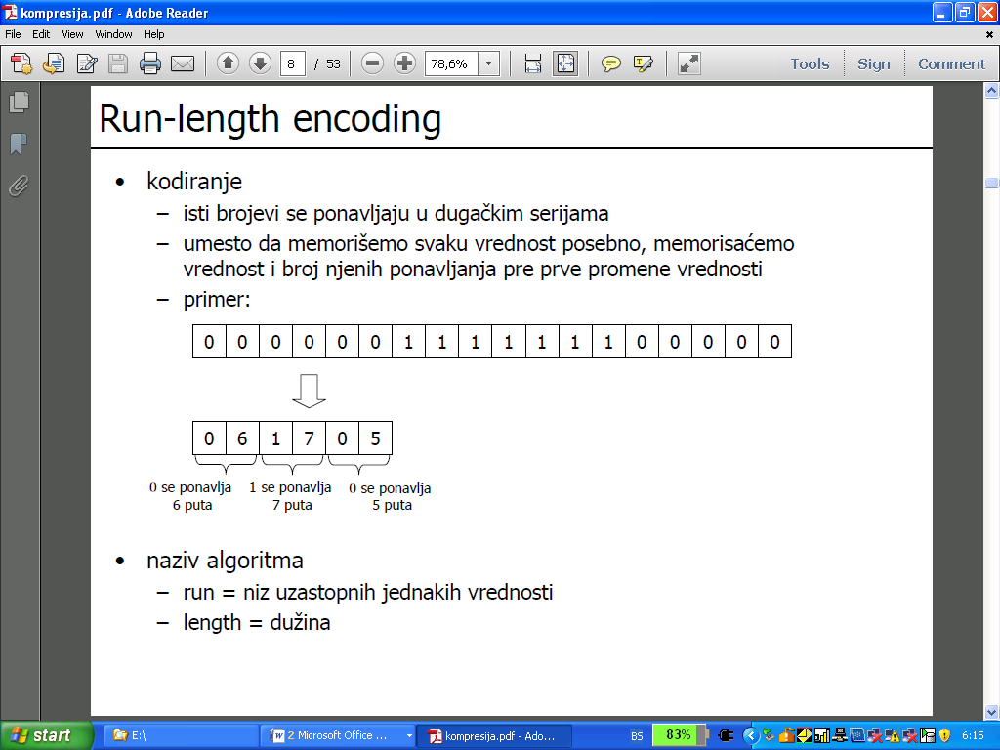 kompresija.pdf - Adobe Reader
File Edit View Window Help
8 / 53 78,6% Tools Sign Comment
Run-length encoding
• kodiranje
– isti brojevi se ponavljaju u dugačkim serijama
– umesto da memorišemo svaku vrednost posebno, memorisaćemo
vrednost i broj njenih ponavljanja pre prve promene vrednosti
– primer:
0 0 0 0 0 0 1 1 1 1 1 1 1 0 0 0 0 0
0 6 1 7 0 5
0 se ponavlja 1 se ponavlja 0 se ponavlja
6 puta 7 puta 5 puta
• naziv algoritma
– run = niz uzastopnih jednakih vrednosti
– length = dužina
start E:\ 2 Microsoft Office ... kompresija.pdf - Ado... BS 83% 6:15